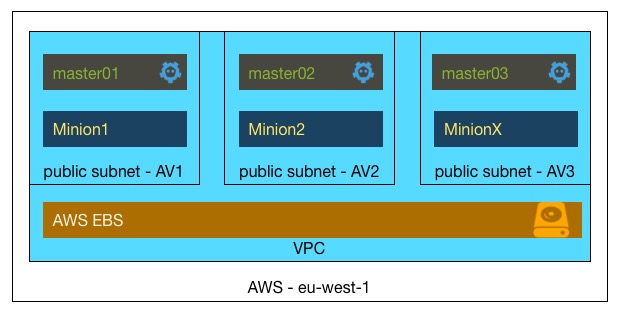 master01
master02
master03
Minion1
Minion2
MinionX
public subnet - AV1
public subnet - AV2
public subnet - AV3
AWS EBS
VPC
AWS - eu-west-1